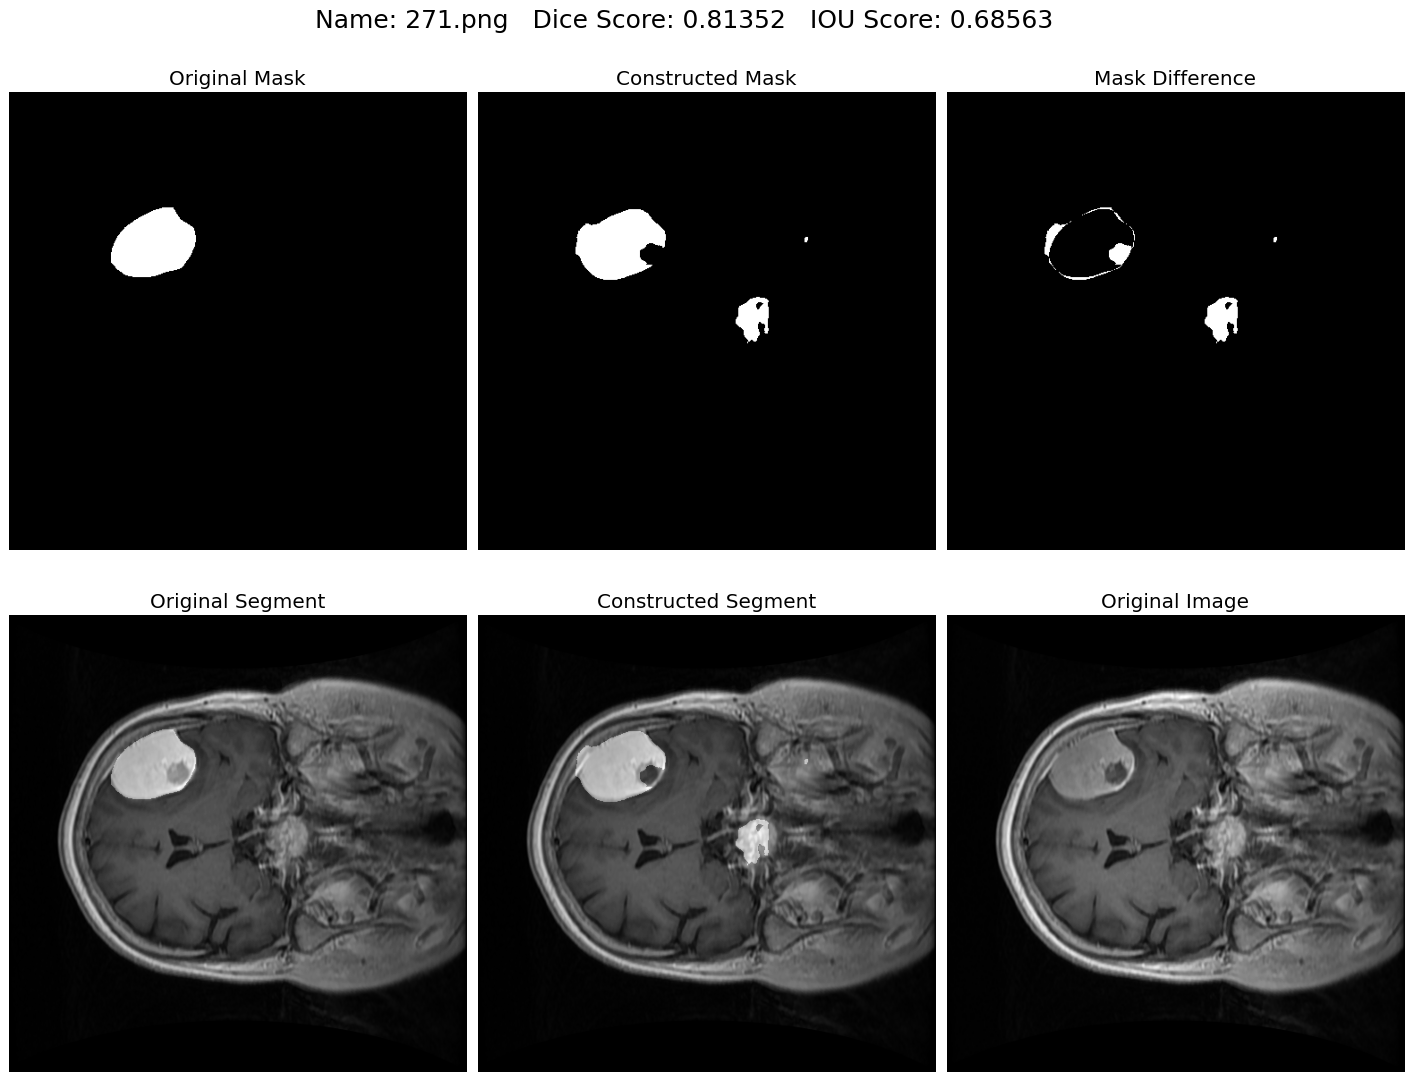 Name: 271.png   Dice Score: 0.81352   IOU Score: 0.68563
Original Mask
Constructed Mask
Mask Difference
Original Segment
Constructed Segment
Original Image